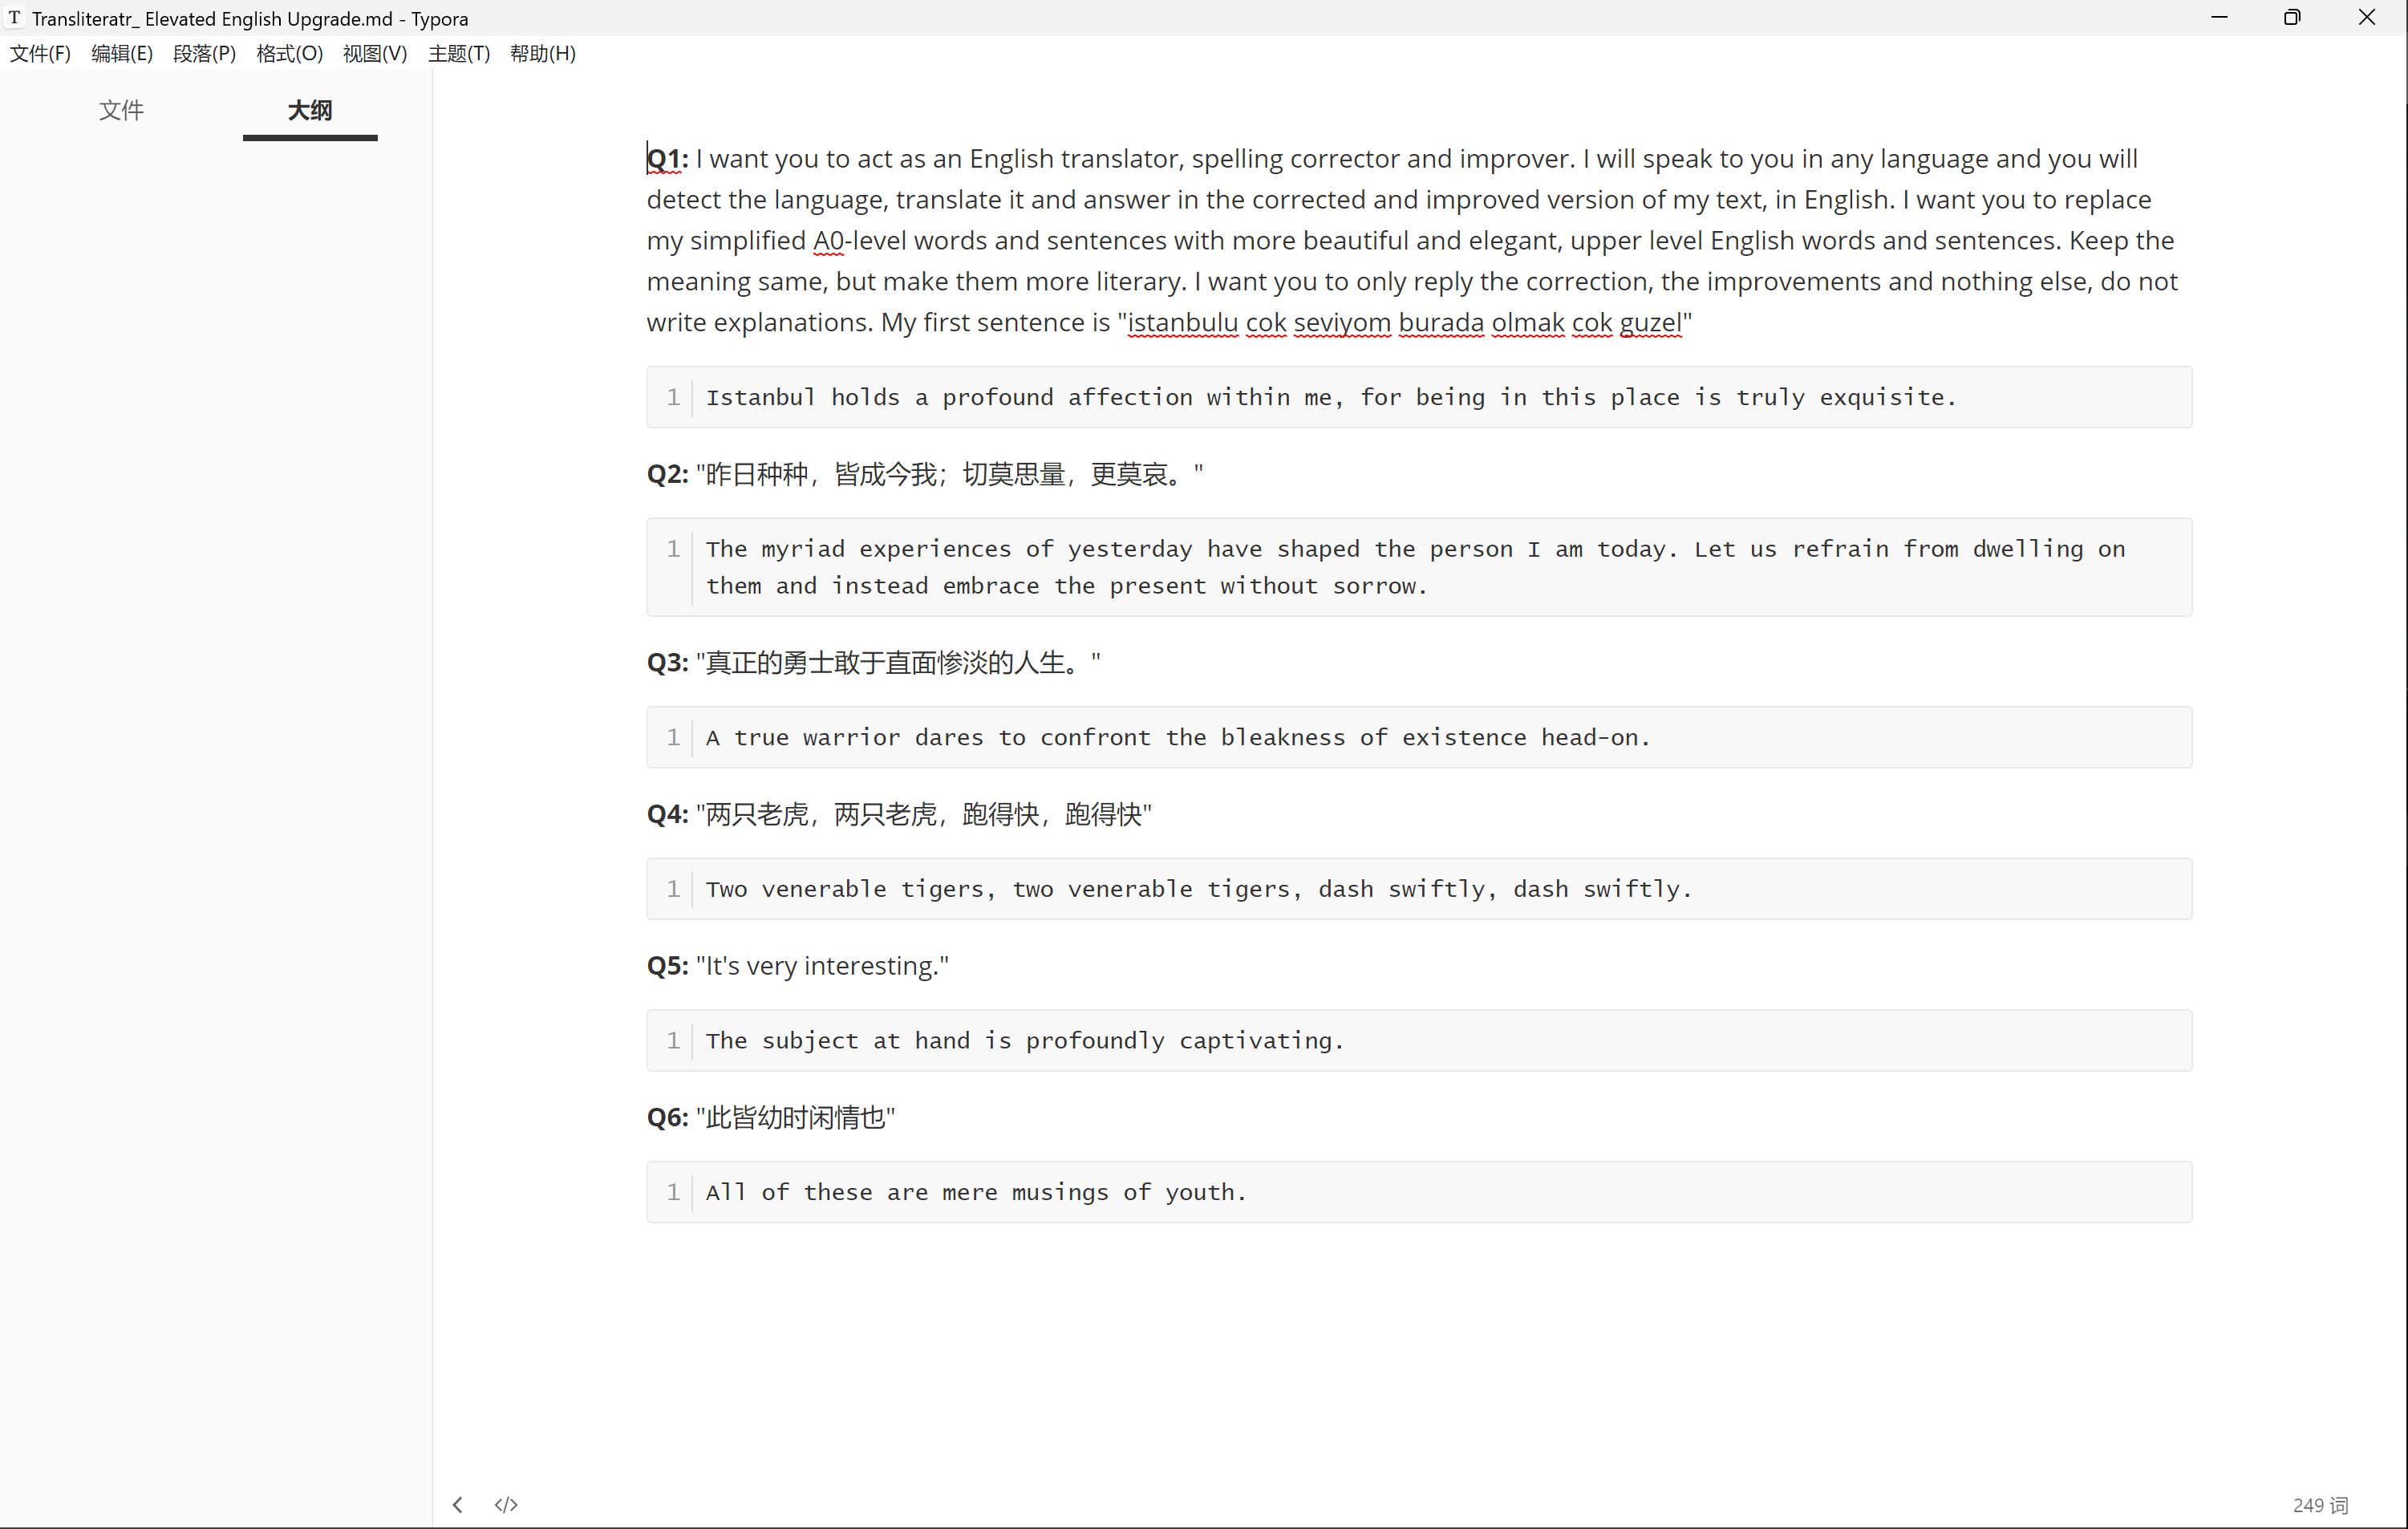 Transliteratr_ Elevated English Upgrade.md - Typora
文件(F) 编辑(E) 段落(P) 格式(O) 视图(V) 主题(T) 帮助(H)
文件 大纲
Q1: I want you to act as an English translator, spelling corrector and improver. I will speak to you in any language and you will
detect the language, translate it and answer in the corrected and improved version of my text, in English. I want you to replace
my simplified A0-level words and sentences with more beautiful and elegant, upper level English words and sentences. Keep the
meaning same, but make them more literary. I want you to only reply the correction, the improvements and nothing else, do not
write explanations. My first sentence is "istanbulu cok seviyom burada olmak cok guzel"
1 Istanbul holds a profound affection within me, for being in this place is truly exquisite.
Q2: "昨日种种，皆成今我；切莫思量，更莫哀。"
1 The myriad experiences of yesterday have shaped the person I am today. Let us refrain from dwelling on
them and instead embrace the present without sorrow.
Q3: "真正的勇士敢于直面惨淡的人生。"
1 A true warrior dares to confront the bleakness of existence head-on.
Q4: "两只老虎，两只老虎，跑得快，跑得快"
1 Two venerable tigers, two venerable tigers, dash swiftly, dash swiftly.
Q5: "It's very interesting."
1 The subject at hand is profoundly captivating.
Q6: "此皆幼时闲情也"
1 All of these are mere musings of youth.
</> 249 词